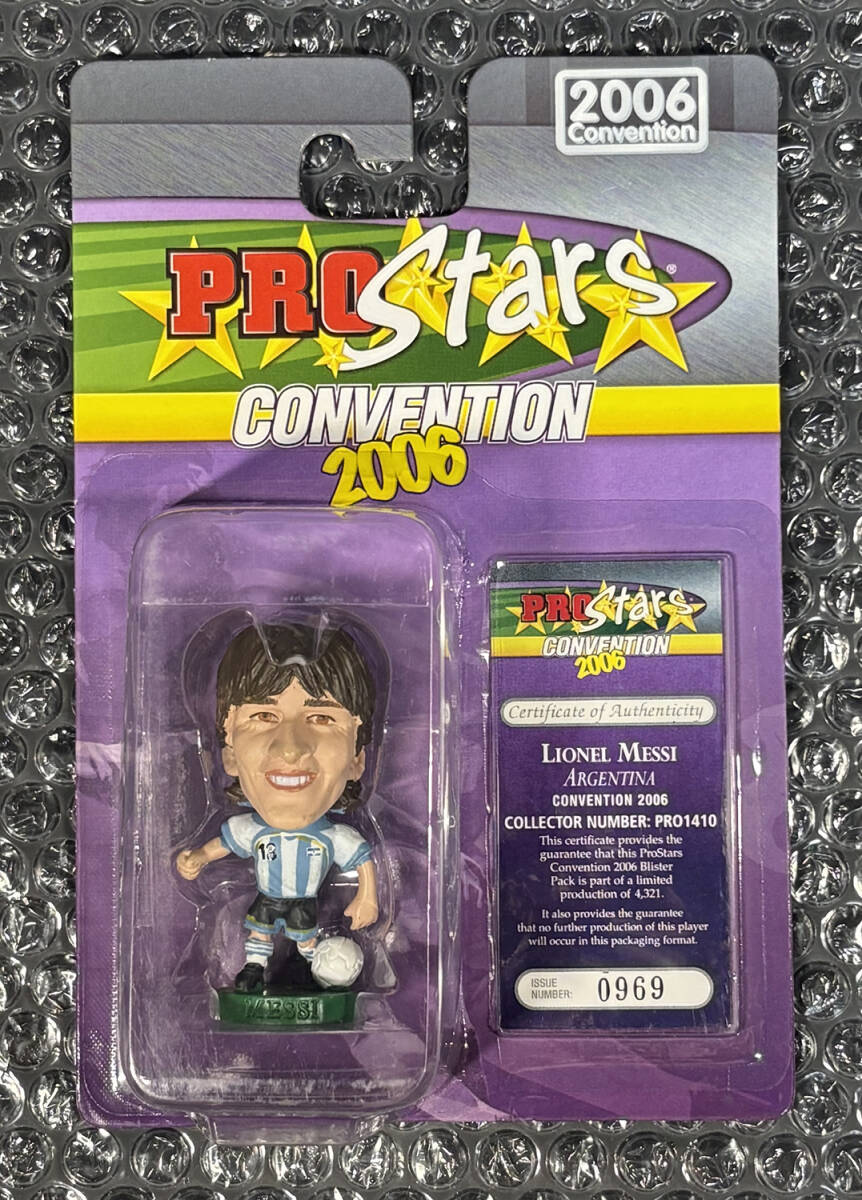 2006
Convention
PROStars®
CONVENTION
2006
PROStars
CONVENTION
2006
Certificate of Authenticity
LIONEL MESSI
ARGENTINA
CONVENTION 2006
COLLECTOR NUMBER: PRO1410
This certificate provides the
guarantee that this ProStars
Convention 2006 Blister
Pack is part of a limited
production of 4,321.
It also provides the guarantee
that no further production of this player
will occur in this packaging format.
ISSUE
NUMBER:
0969
18
MESSI